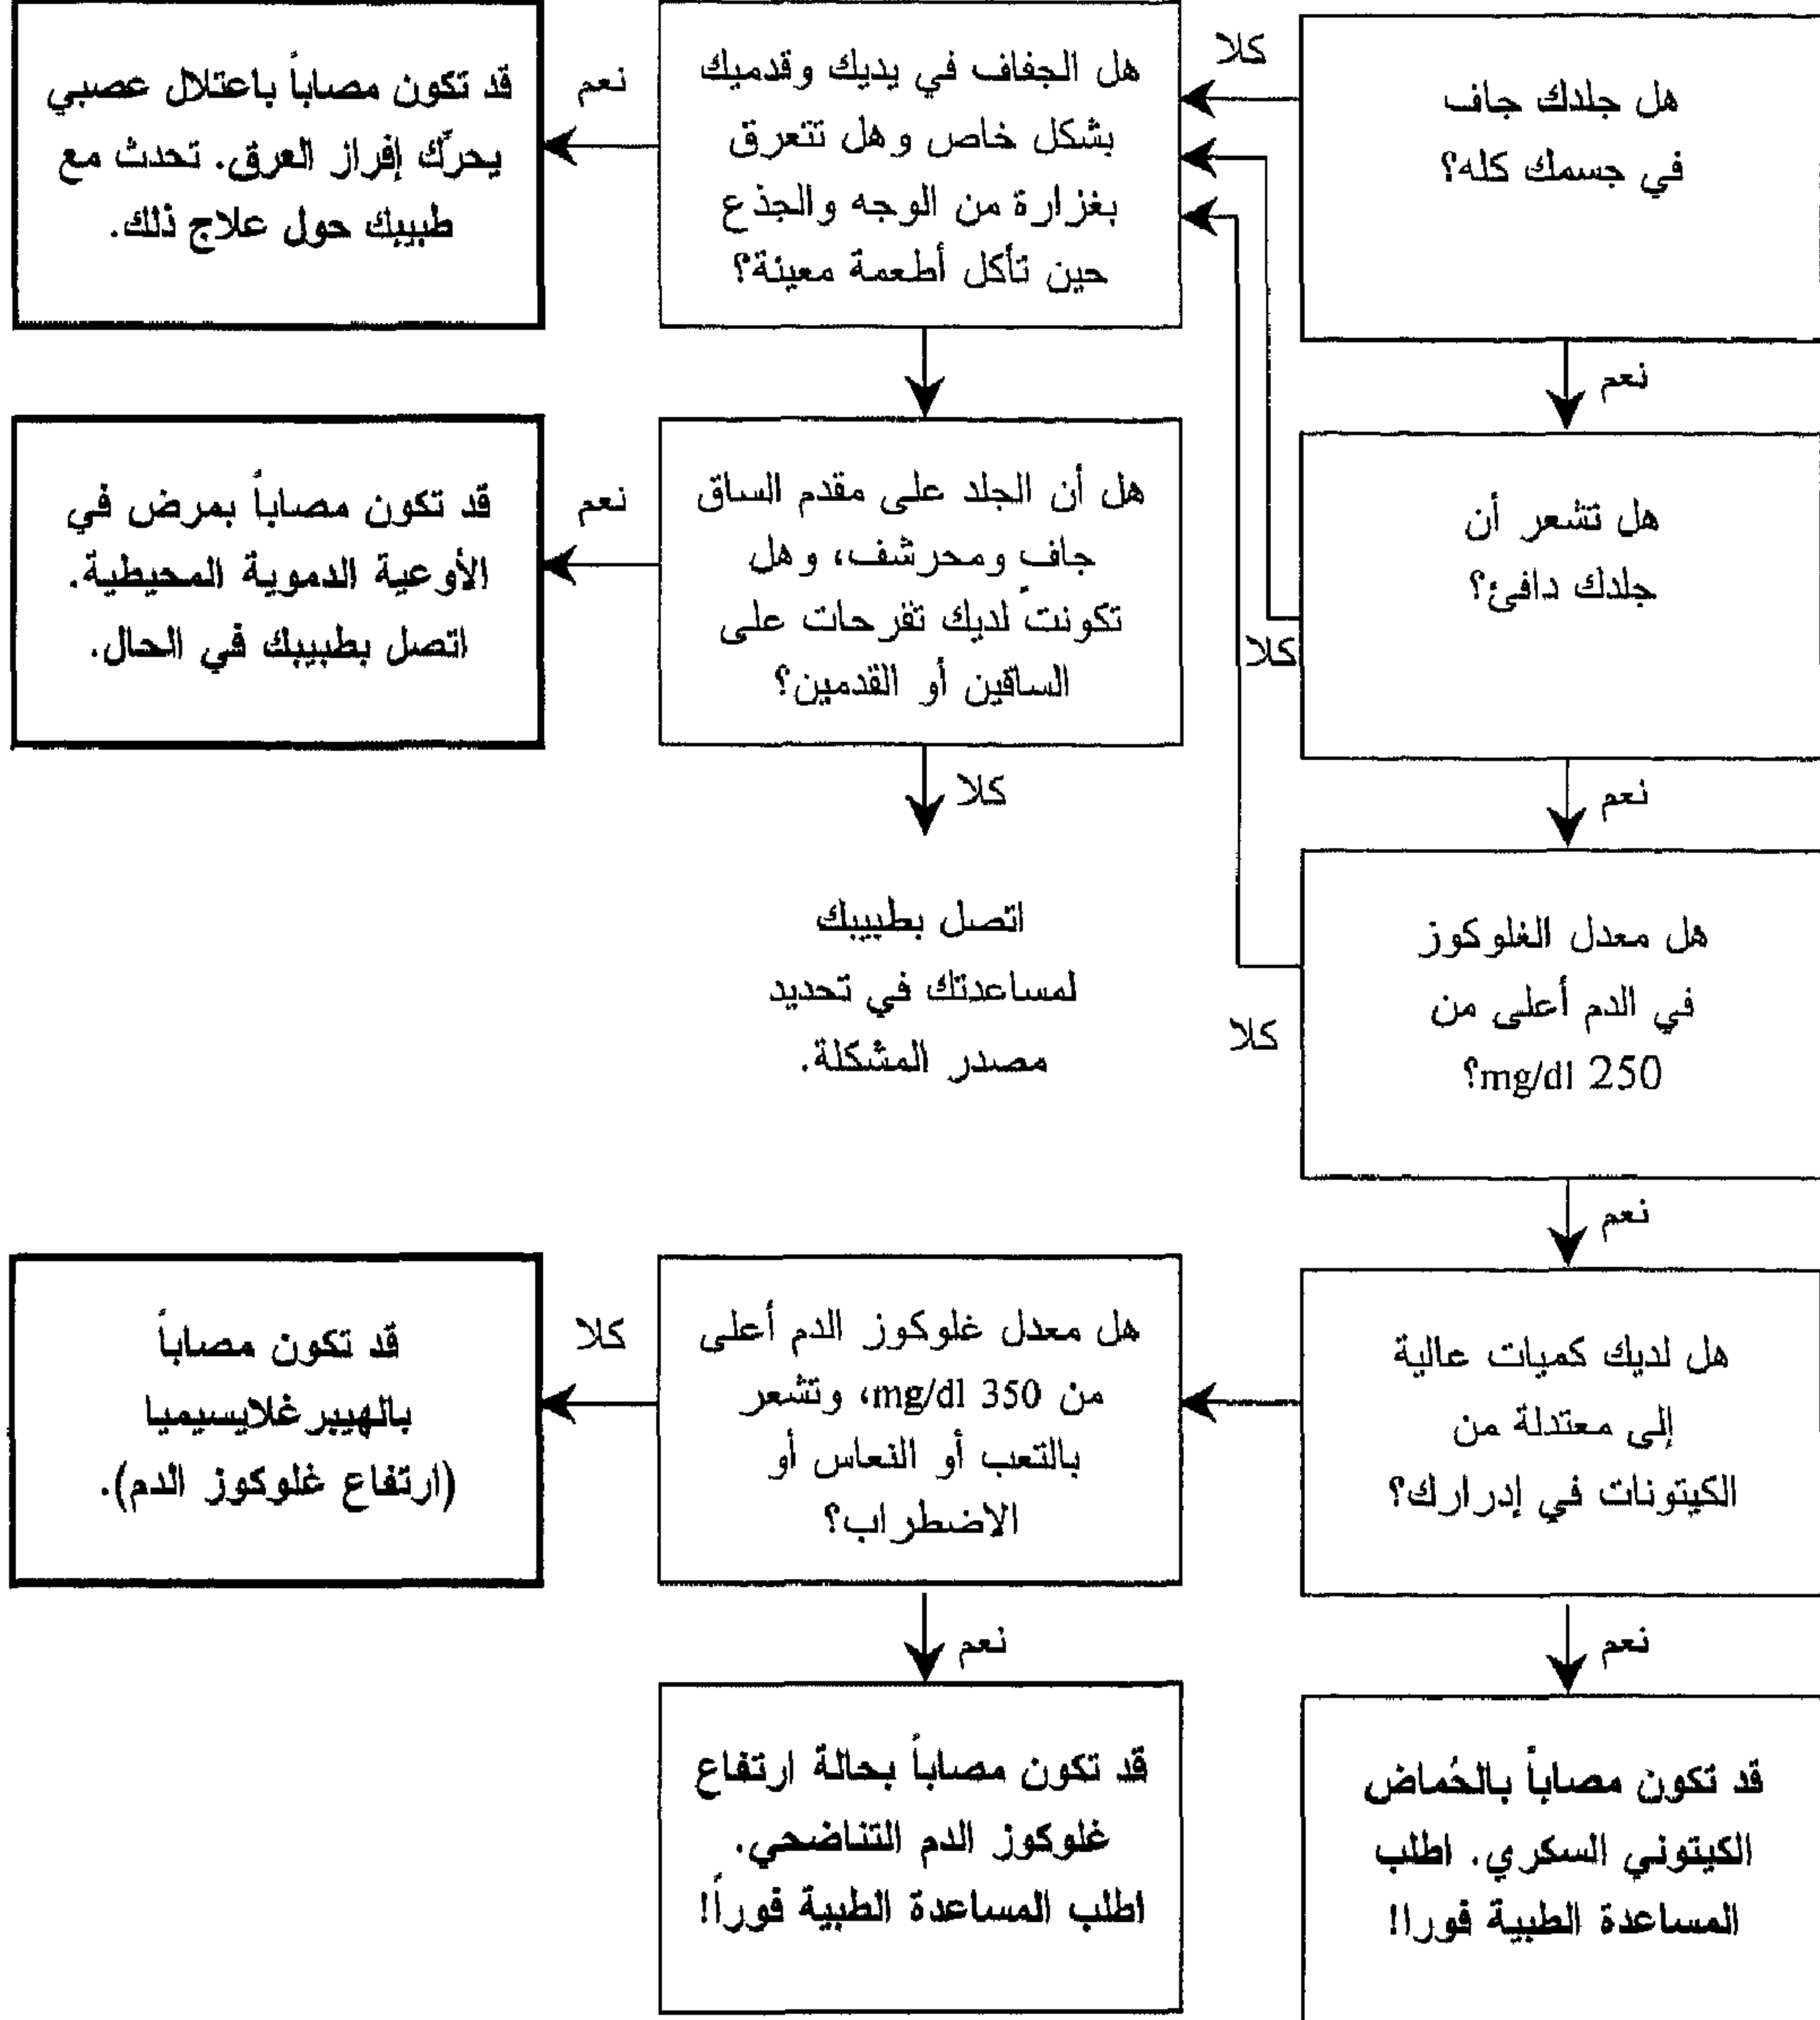 هل جلدك جاف
في جسمك كله؟
كلا
هل الجفاف في يديك وقدميك
بشكل خاص وهل تتعرق
بغزارة من الوجه والجذع
حين تأكل أطعمة معينة؟
نعم
قد تكون مصاباً باعتلال عصبي
يحرّك إفراز العرق. تحدث مع
طبيبك حول علاج ذلك.
نعم
هل تشعر أن
جلدك دافئ؟
كلا
هل أن الجلد على مقدم الساق
جاف ومحرشف، وهل
تكونت لديك تقرحات على
الساقين أو القدمين؟
نعم
قد تكون مصاباً بمرض في
الأوعية الدموية المحيطية.
اتصل بطبيبك في الحال.
نعم
كلا
اتصل بطبيبك
لمساعدتك في تحديد
مصدر المشكلة.
هل معدل الغلوكوز
في الدم أعلى من
250 mg/dl؟
كلا
نعم
هل لديك كميات عالية
إلى معتدلة من
الكيتونات في إدرارك؟
هل معدل غلوكوز الدم أعلى
من 350 mg/dl، وتشعر
بالتعب أو النعاس أو
الاضطراب؟
كلا
قد تكون مصاباً
بالهيبرغلايسيميا
(ارتفاع غلوكوز الدم).
نعم
نعم
قد تكون مصاباً بالحُماض
الكيتوني السكري. اطلب
المساعدة الطبية فورا!
قد تكون مصاباً بحالة ارتفاع
غلوكوز الدم التناضحي.
اطلب المساعدة الطبية فوراً!